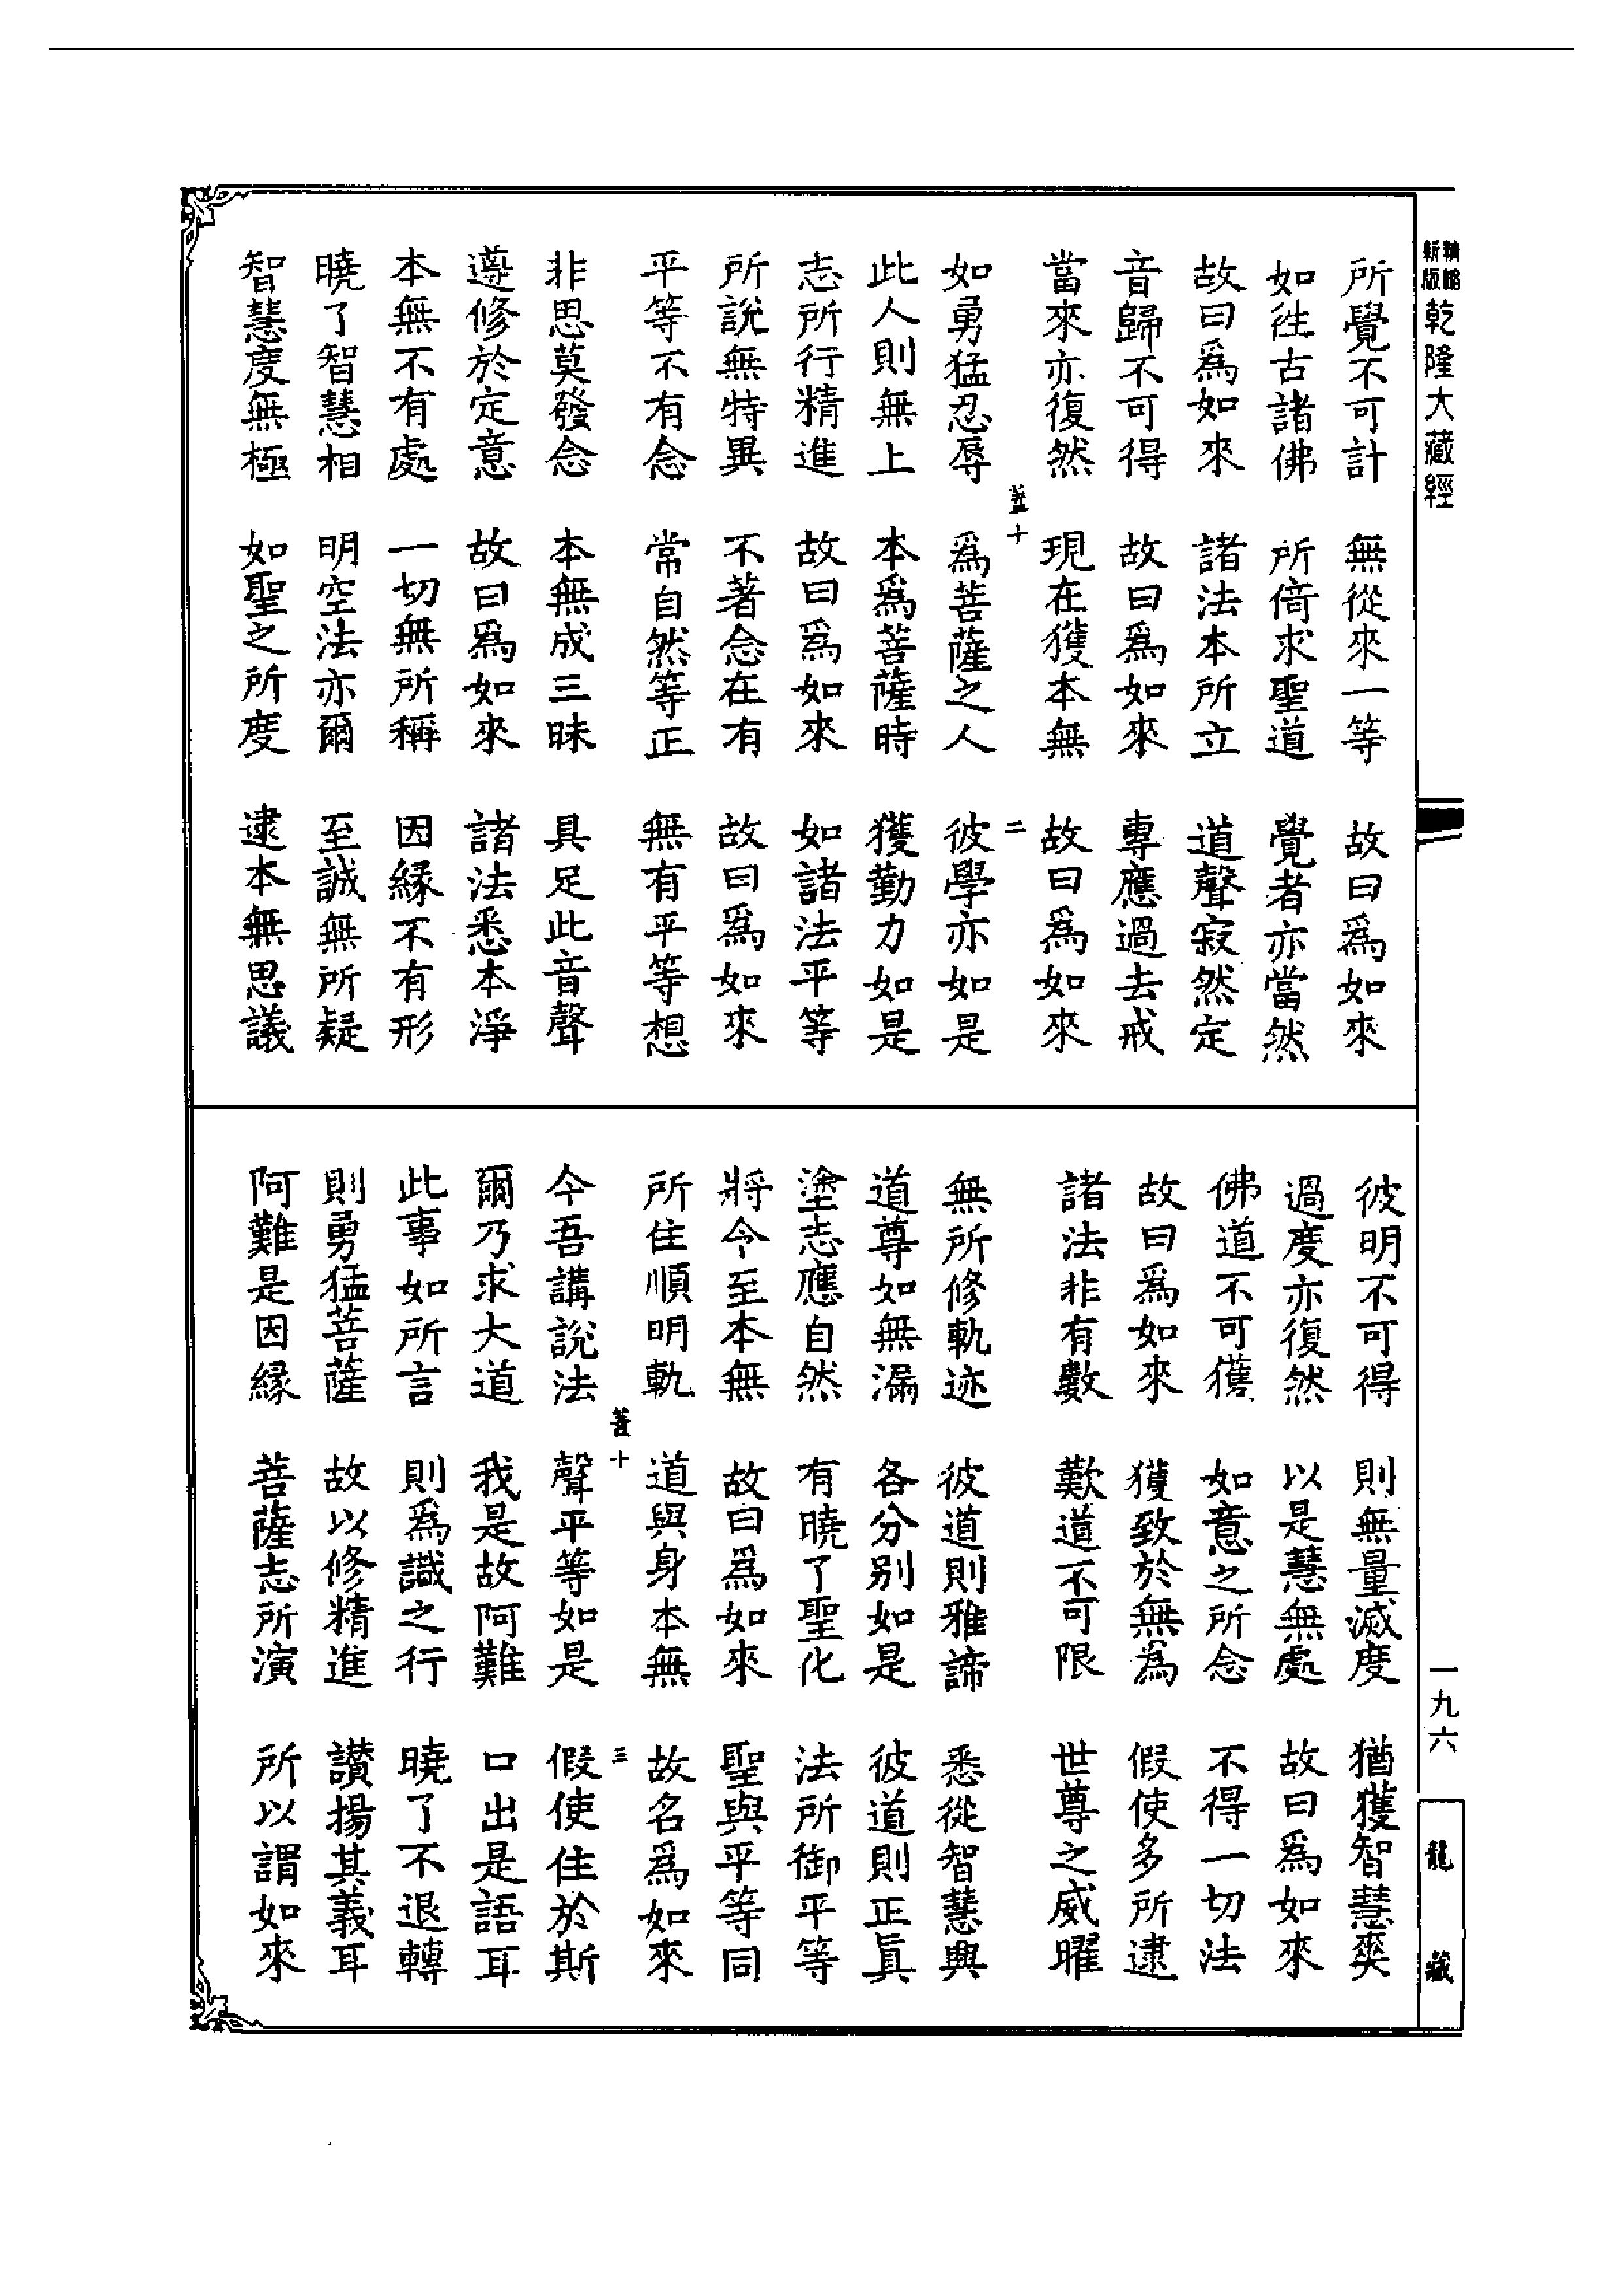 乾隆大藏經
所覺不可計　無從來一等　故曰爲如來
如往古諸佛　所倚求聖道　覺者亦當然
故曰爲如來　諸法本所立　道聲寂然定
音歸不可得　故曰爲如來　專應過去戒
當來亦復然　現在獲本無　故曰爲如來
如勇猛忍辱　爲菩薩之人　彼學亦如是
此人則無上　本爲菩薩時　獲勤力如是
志所行精進　故曰爲如來　如諸法平等
所說無特異　不著念在有　故曰爲如來
平等不有念　常自然等正　無有平等想
非思莫發念　本無成三昧　具足此音聲
遵修於定意　故曰爲如來　諸法悉本淨
本無不有處　一切無所稱　因緣不有形
曉了智慧相　明空法亦爾　至誠無所疑
智慧度無極　如聖之所度　逮本無思議
彼明不可得　則無量滅度　猶獲智慧奕
過度亦復然　以是慧無處　故曰爲如來
佛道不可獲　如意之所念　不得一切法
故曰爲如來　獲致於無爲　假使多所逮
諸法非有數　歎道不可限　世尊之威曜
無所修軌迹　彼道則雅諦　悉從智慧典
道尊如無漏　各分別如是　彼道則正眞
塗志應自然　有曉了聖化　法所御平等
將今至本無　故曰爲如來　聖與平等同
所住順明軌　道與身本無　故名爲如來
今吾講說法　聲平等如是　假使住於斯
爾乃求大道　我是故阿難　口出是語耳
此事如所言　則爲識之行　曉了不退轉
則勇猛菩薩　故以修精進　讃揚其義耳
阿難是因緣　菩薩志所演　所以謂如來
一九六
龍藏